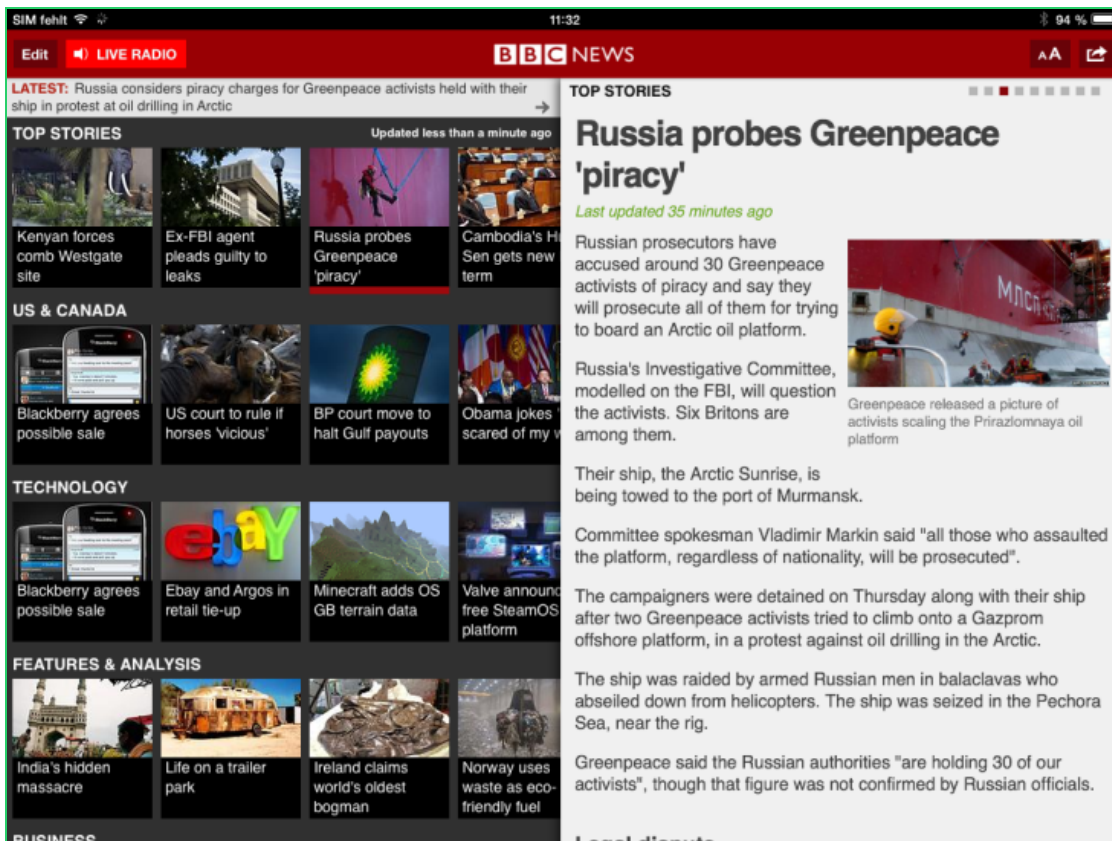 SIM fehlt 11:32 94 %
Edit LIVE RADIO BBC NEWS AA
LATEST: Russia considers piracy charges for Greenpeace activists held with their
ship in protest at oil drilling in Arctic
TOP STORIES Updated less than a minute ago
Kenyan forces
comb Westgate
site
Ex-FBI agent
pleads guilty to
leaks
Russia probes
Greenpeace
'piracy'
Cambodia's
Sen gets new
term
US & CANADA
Blackberry agrees
possible sale
US court to rule if
horses 'vicious'
BP court move to
halt Gulf payouts
Obama jokes
scared of my
TECHNOLOGY
Blackberry agrees
possible sale
ebaY
Ebay and Argos in
retail tie-up
Minecraft adds OS
GB terrain data
Valve announc
free SteamOS
platform
FEATURES & ANALYSIS
India's hidden
massacre
Life on a trailer
park
Ireland claims
world's oldest
bogman
Norway uses
waste as eco-
friendly fuel
BUSINESS
TOP STORIES
Russia probes Greenpeace
'piracy'
Last updated 35 minutes ago
Russian prosecutors have
accused around 30 Greenpeace
activists of piracy and say they
will prosecute all of them for trying
to board an Arctic oil platform.
МЛСП
Greenpeace released a picture of
activists scaling the Prirazlomnaya oil
platform
Russia's Investigative Committee,
modelled on the FBI, will question
the activists. Six Britons are
among them.
Their ship, the Arctic Sunrise, is
being towed to the port of Murmansk.
Committee spokesman Vladimir Markin said "all those who assaulted
the platform, regardless of nationality, will be prosecuted".
The campaigners were detained on Thursday along with their ship
after two Greenpeace activists tried to climb onto a Gazprom
offshore platform, in a protest against oil drilling in the Arctic.
The ship was raided by armed Russian men in balaclavas who
abseiled down from helicopters. The ship was seized in the Pechora
Sea, near the rig.
Greenpeace said the Russian authorities "are holding 30 of our
activists", though that figure was not confirmed by Russian officials.
Legal dispute